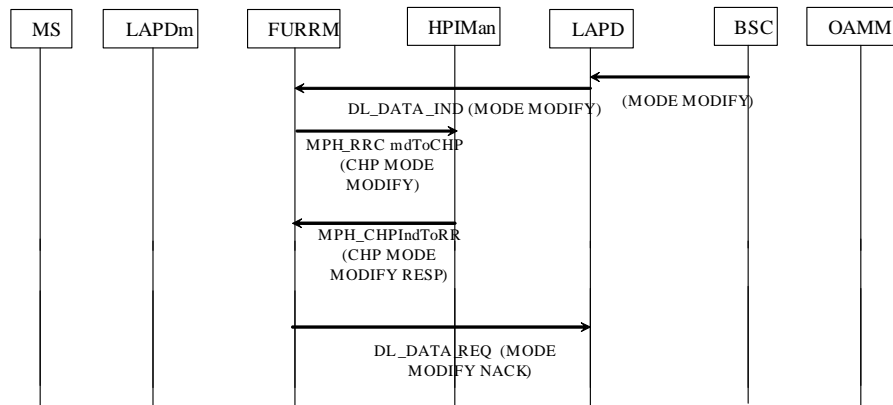 MS
LAPDm
FURRM
HPIMan
LAPD
BSC
OAMM
DL_DATA_IND (MODE MODIFY)
(MODE MODIFY)
MPH_RRC mdToCHP
(CHP MODE
MODIFY)
MPH_CHPIndToRR
(CHP MODE
MODIFY RESP)
DL_DATA_REQ (MODE
MODIFY NACK)